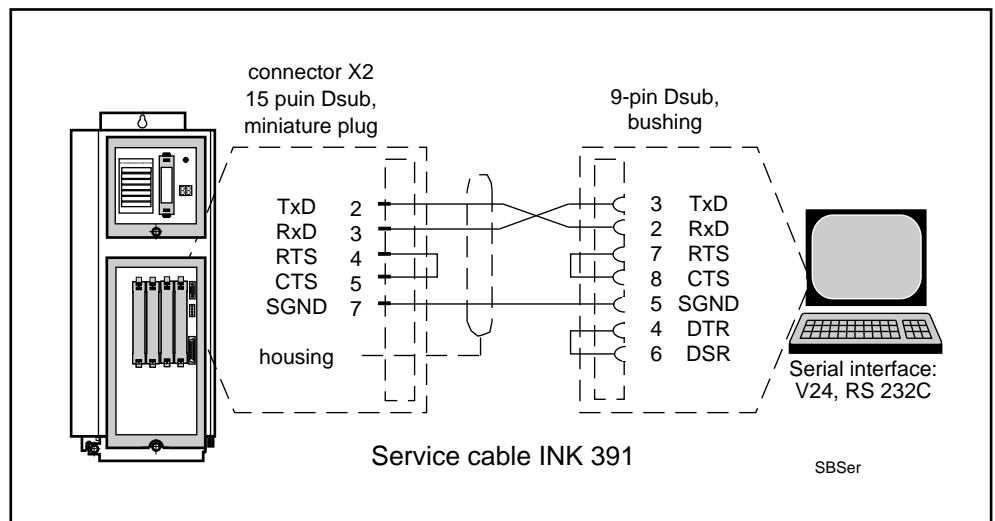 connector X2
15 puin Dsub,
miniature plug
9-pin Dsub,
bushing
TxD 2
RxD 3
RTS 4
CTS 5
SGND 7
housing
3 TxD
2 RxD
7 RTS
8 CTS
5 SGND
4 DTR
6 DSR
Serial interface:
V24, RS 232C
Service cable INK 391
SBSer